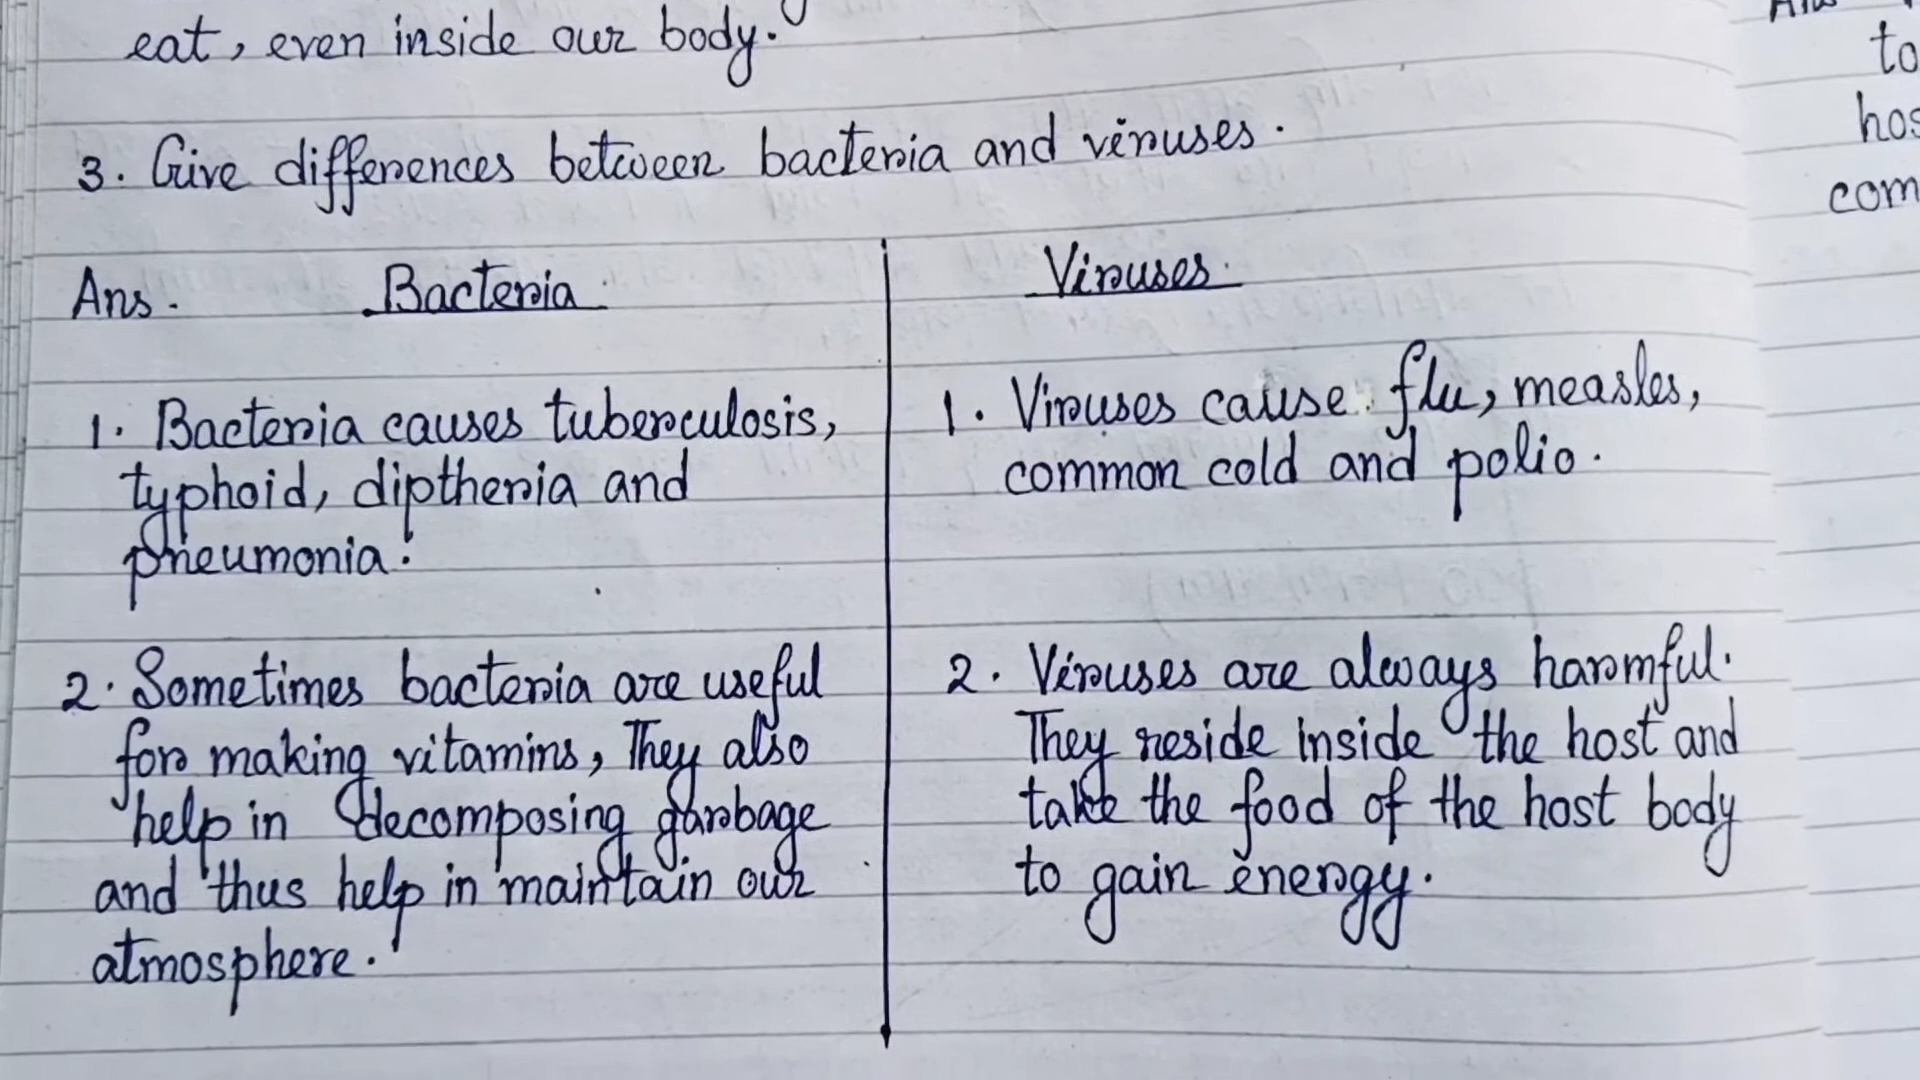 eat, even inside our body.
3. Give differences between bacteria and viruses.
Ans. Bacteria
Viruses.
1. Bacteria causes tuberculosis,
typhoid, diptheria and
pneumonia.
2. Sometimes bacteria are useful
for making vitamins, They also
help in decomposing garbage
and thus help in maintain our
atmosphere.
1. Viruses cause flu, measles,
common cold and polio.
2. Viruses are always harmful.
They reside inside the host and
take the food of the host body
to gain energy.
to
hos
com